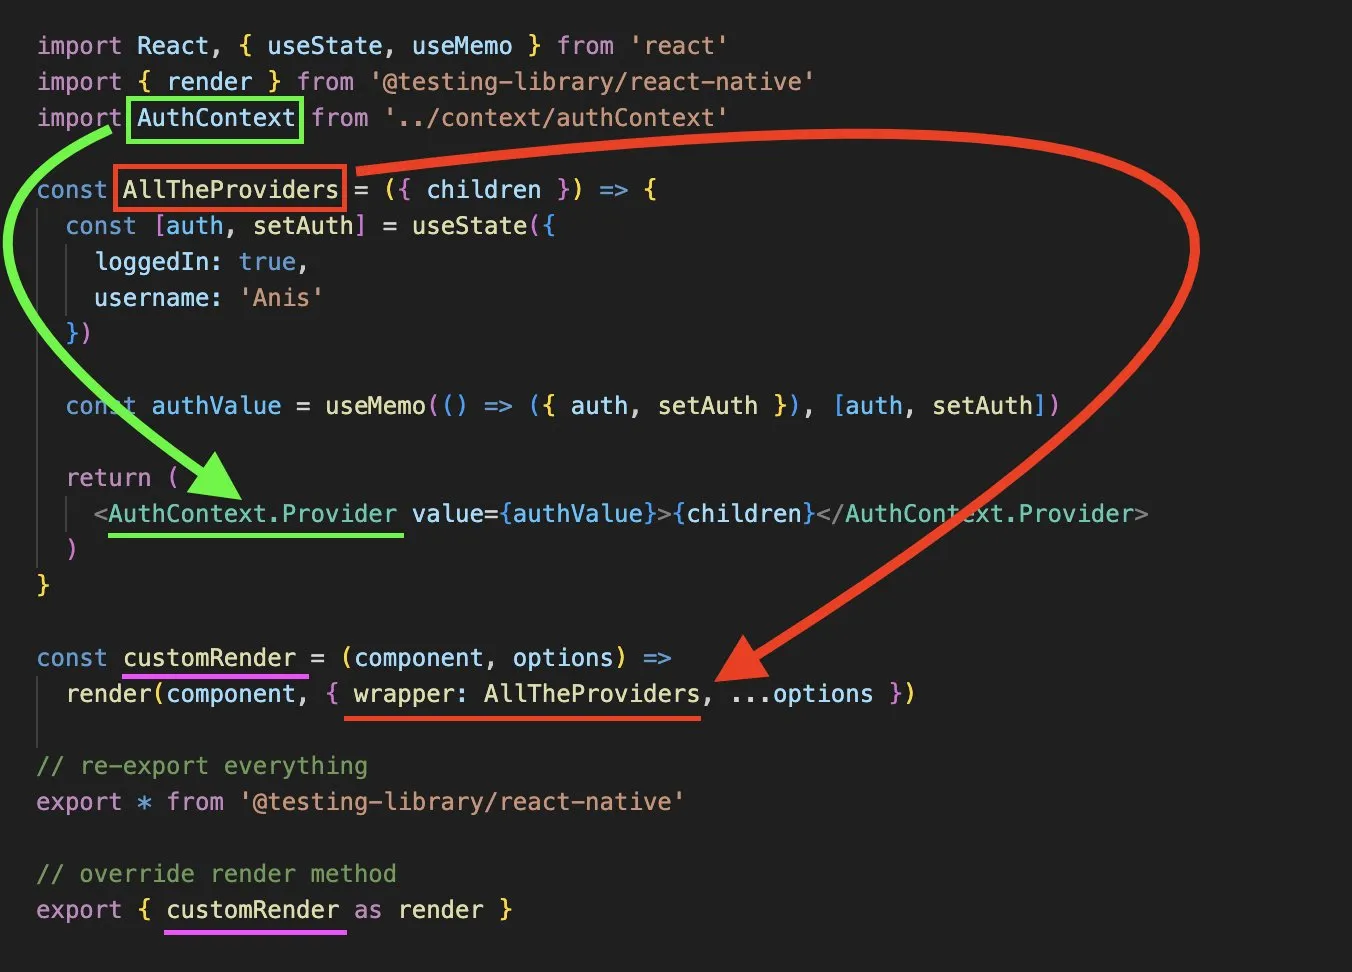 import React, { useState, useMemo } from 'react'
import { render } from '@testing-library/react-native'
import AuthContext from '../context/authContext'
const AllTheProviders = ({ children }) => {
const [auth, setAuth] = useState({
loggedIn: true,
username: 'Anis'
})
const authValue = useMemo(() => ({ auth, setAuth }), [auth, setAuth])
return (
<AuthContext.Provider value={authValue}>{children}</AuthContext.Provider>
)
}
const customRender = (component, options) =>
render(component, { wrapper: AllTheProviders, ...options })
// re-export everything
export * from '@testing-library/react-native'
// override render method
export { customRender as render }